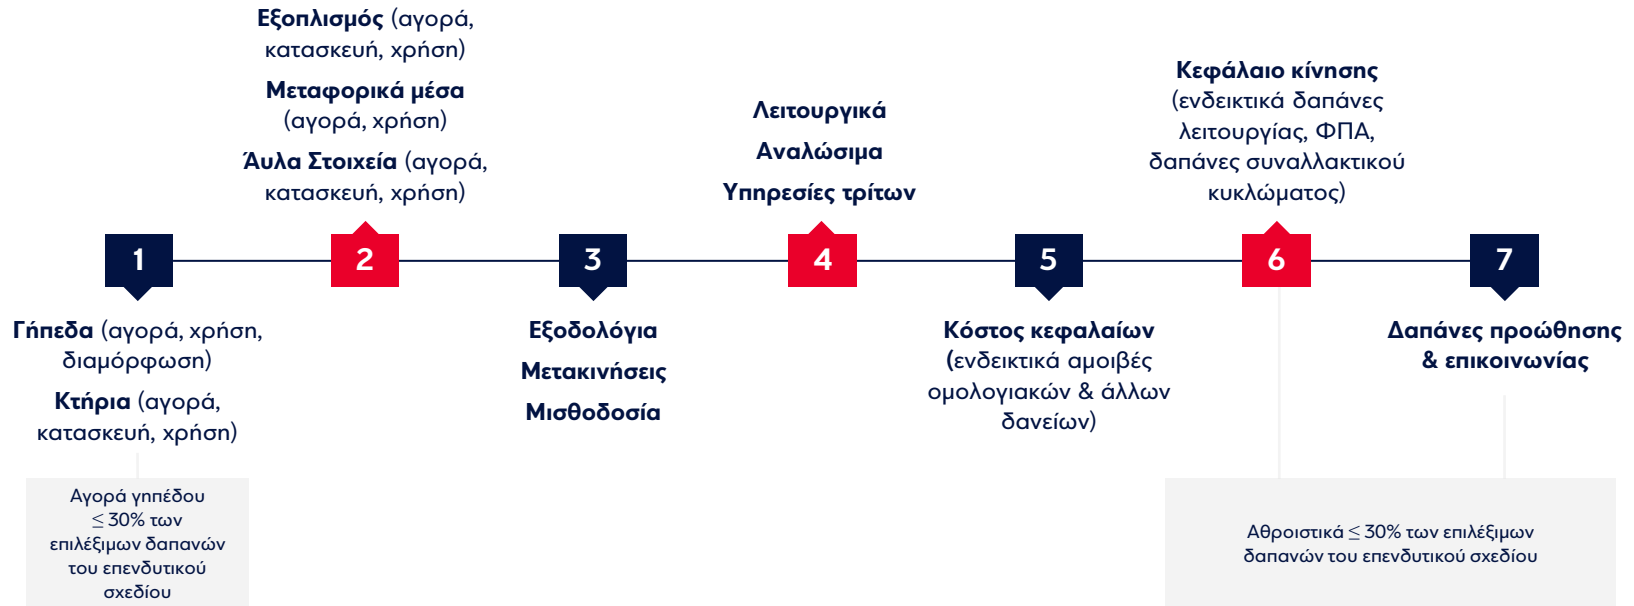 Εξοπλισμός (αγορά,
κατασκευή, χρήση)
Μεταφορικά μέσα
(αγορά, χρήση)
Άυλα Στοιχεία (αγορά,
κατασκευή, χρήση)
Λειτουργικά
Αναλώσιμα
Υπηρεσίες τρίτων
Κεφάλαιο κίνησης
(ενδεικτικά δαπάνες
λειτουργίας, ΦΠΑ,
δαπάνες συναλλακτικού
κυκλώματος)
1
2
3
4
5
6
7
Γήπεδα (αγορά, χρήση,
διαμόρφωση)
Κτήρια (αγορά,
κατασκευή, χρήση)
Εξοδολόγια
Μετακινήσεις
Μισθοδοσία
Κόστος κεφαλαίων
(ενδεικτικά αμοιβές
ομολογιακών & άλλων
δανείων)
Δαπάνες προώθησης
& επικοινωνίας
Αγορά γηπέδου
≤ 30% των
επιλέξιμων δαπανών
του επενδυτικού
σχεδίου
Αθροιστικά ≤ 30% των επιλέξιμων
δαπανών του επενδυτικού σχεδίου